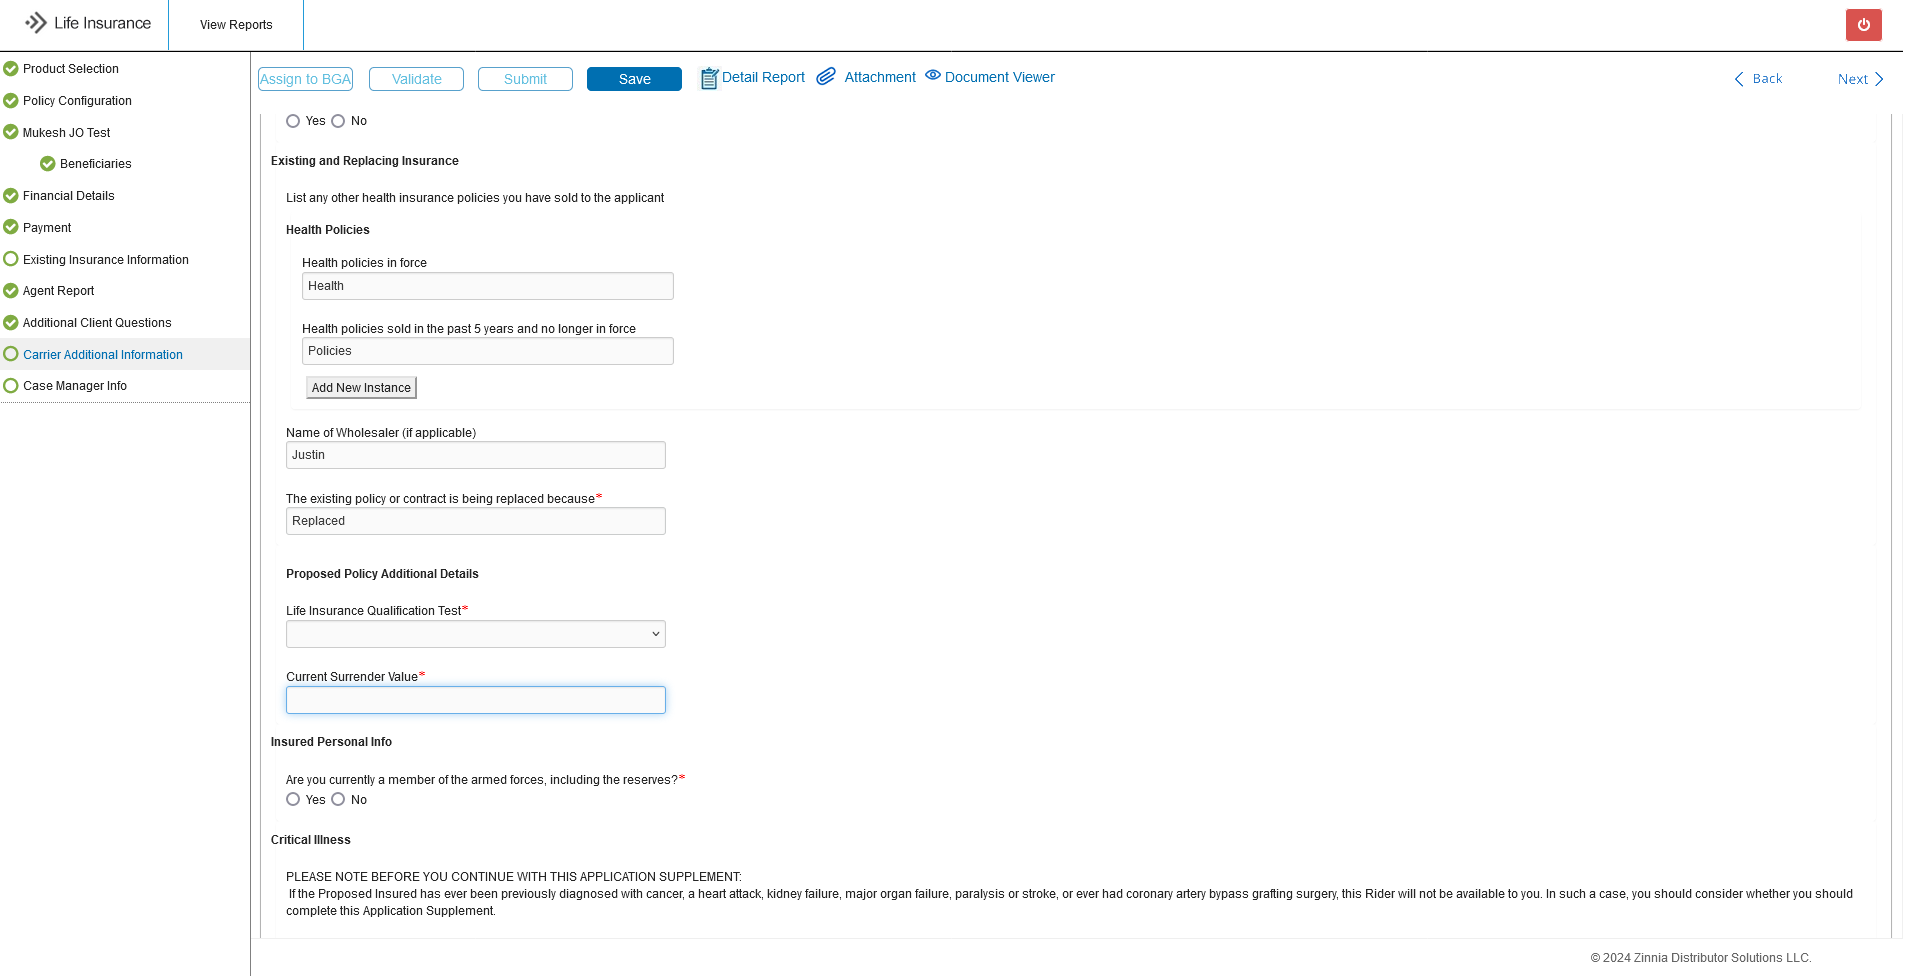 Life Insurance
View Reports
Product Selection
Policy Configuration
Mukesh JO Test
Beneficiaries
Financial Details
Payment
Existing Insurance Information
Agent Report
Additional Client Questions
Carrier Additional Information
Case Manager Info
Assign to BGA
Validate
Submit
Save
Detail Report
Attachment
Document Viewer
Back
Next
Yes No
Existing and Replacing Insurance
List any other health insurance policies you have sold to the applicant
Health Policies
Health policies in force
Health
Health policies sold in the past 5 years and no longer in force
Policies
Add New Instance
Name of Wholesaler (if applicable)
Justin
The existing policy or contract is being replaced because*
Replaced
Proposed Policy Additional Details
Life Insurance Qualification Test*
Current Surrender Value*
Insured Personal Info
Are you currently a member of the armed forces, including the reserves?*
Yes No
Critical Illness
PLEASE NOTE BEFORE YOU CONTINUE WITH THIS APPLICATION SUPPLEMENT:
If the Proposed Insured has ever been previously diagnosed with cancer, a heart attack, kidney failure, major organ failure, paralysis or stroke, or ever had coronary artery bypass grafting surgery, this Rider will not be available to you. In such a case, you should consider whether you should
complete this Application Supplement.
© 2024 Zinnia Distributor Solutions LLC.